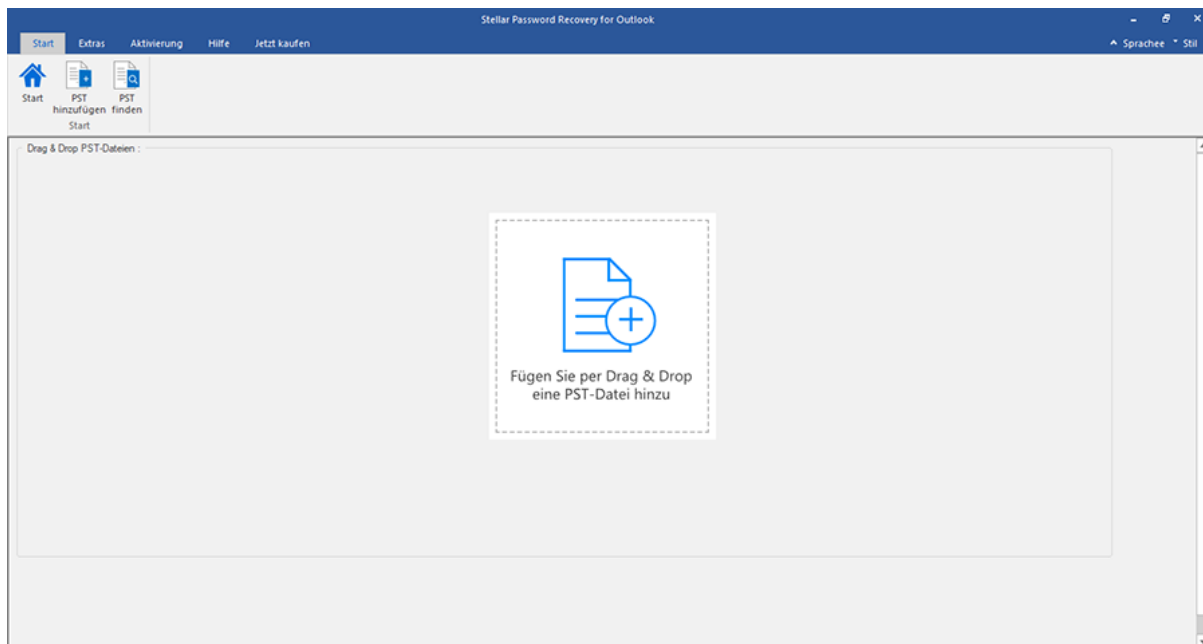 Stellar Password Recovery for Outlook
Start Extras Aktivierung Hilfe Jetzt kaufen Sprachee Stil
Start PST hinzufügen PST finden
Start
Drag & Drop PST-Dateien :
Fügen Sie per Drag & Drop
eine PST-Datei hinzu